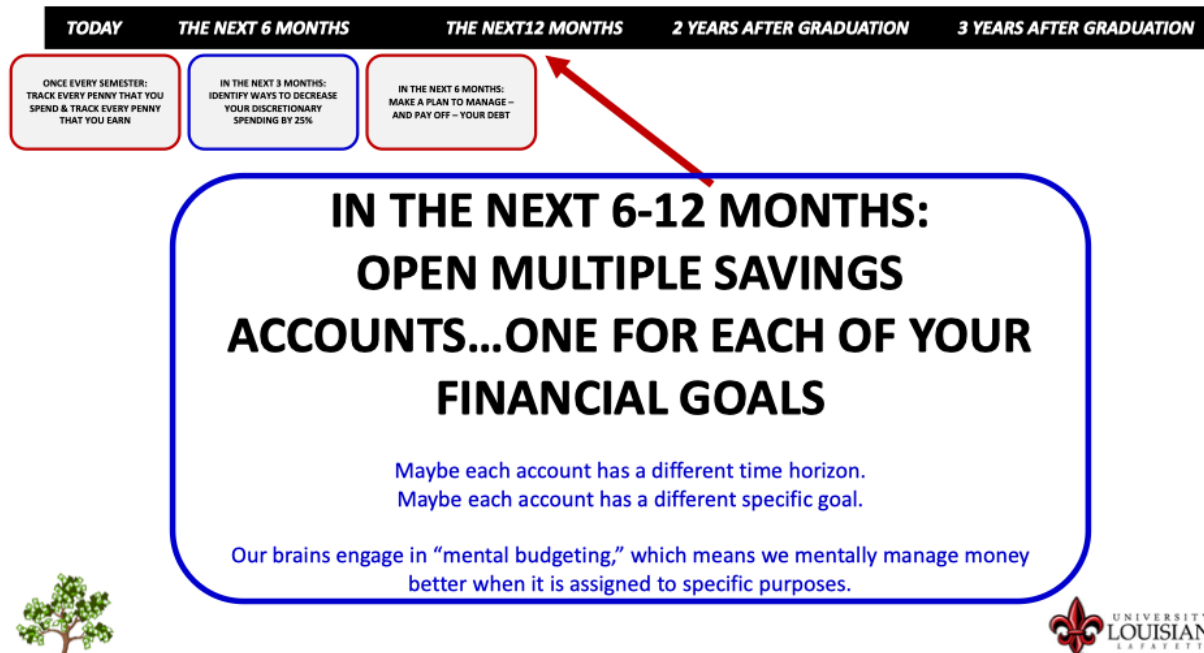 TODAY THE NEXT 6 MONTHS THE NEXT12 MONTHS 2 YEARS AFTER GRADUATION 3 YEARS AFTER GRADUATION
ONCE EVERY SEMESTER:
TRACK EVERY PENNY THAT YOU
SPEND & TRACK EVERY PENNY
THAT YOU EARN
IN THE NEXT 3 MONTHS:
IDENTIFY WAYS TO DECREASE
YOUR DISCRETIONARY
SPENDING BY 25%
IN THE NEXT 6 MONTHS:
MAKE A PLAN TO MANAGE –
AND PAY OFF – YOUR DEBT
IN THE NEXT 6-12 MONTHS:
OPEN MULTIPLE SAVINGS
ACCOUNTS...ONE FOR EACH OF YOUR
FINANCIAL GOALS
Maybe each account has a different time horizon.
Maybe each account has a different specific goal.
Our brains engage in “mental budgeting,” which means we mentally manage money
better when it is assigned to specific purposes.
UNIVERSITY
LOUISIAN
LAFAYETT